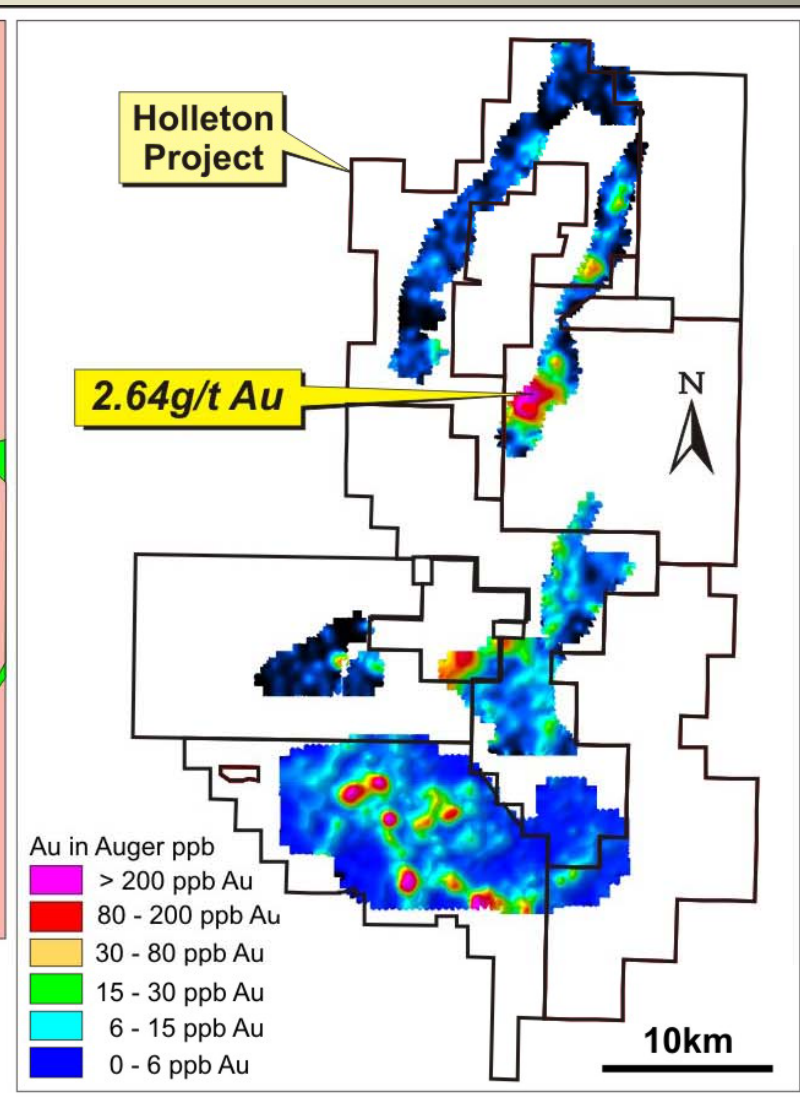 Holleton
Project
2.64g/t Au
N
Au in Auger ppb
> 200 ppb Au
80 - 200 ppb Au
30 - 80 ppb Au
15 - 30 ppb Au
6 - 15 ppb Au
0 - 6 ppb Au
10km